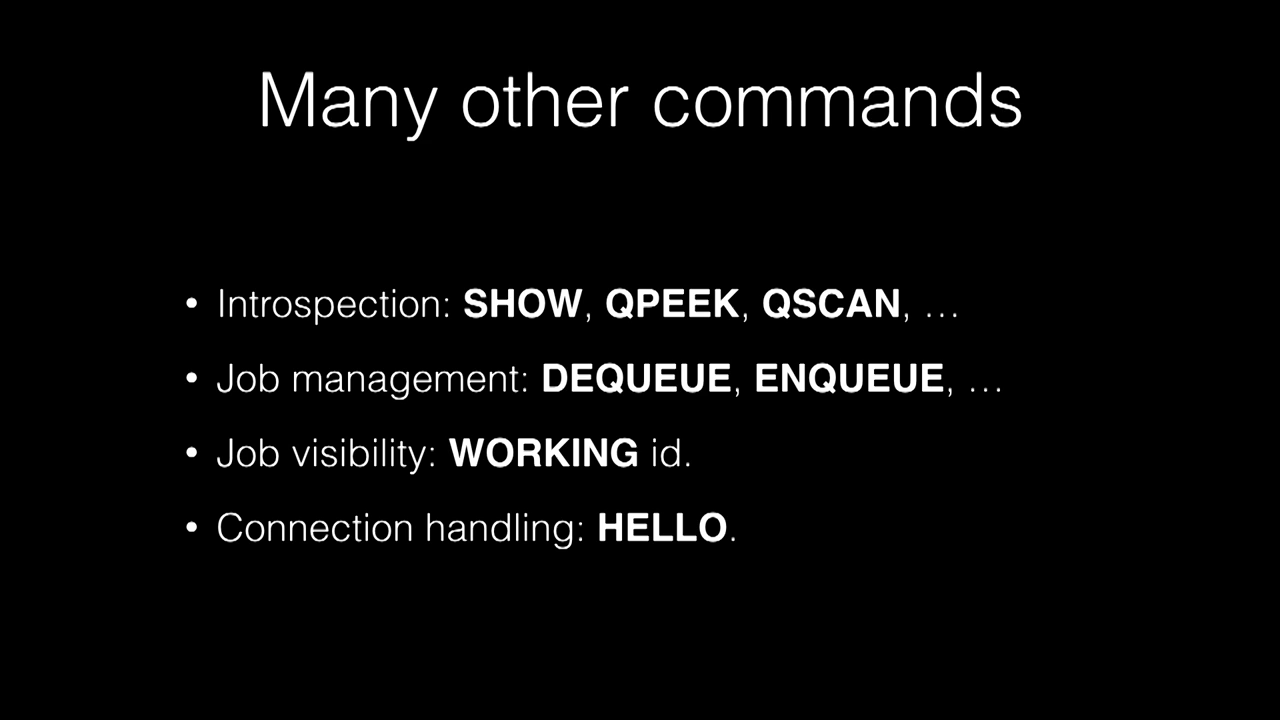 Many other commands
• Introspection: SHOW, QPEEK, QSCAN, …
• Job management: DEQUEUE, ENQUEUE, …
• Job visibility: WORKING id.
• Connection handling: HELLO.